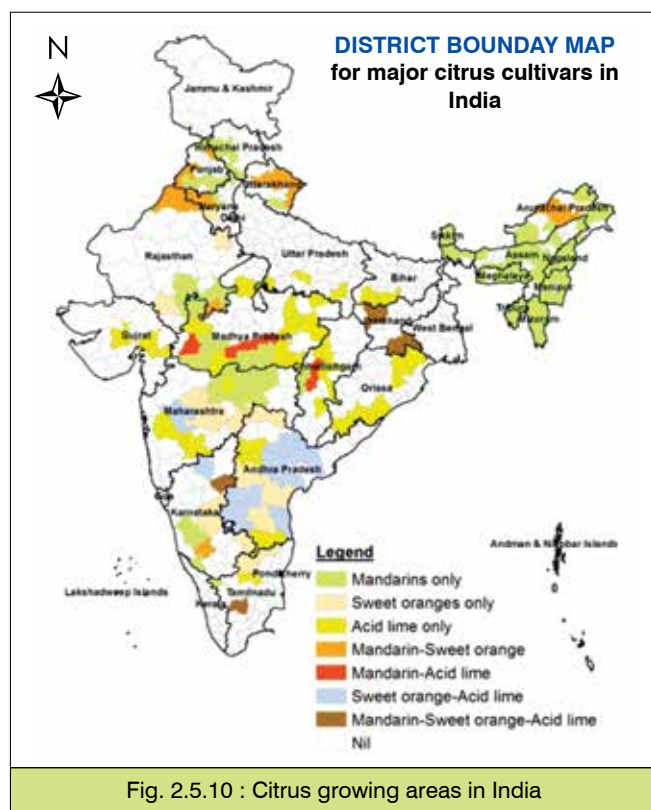 N
DISTRICT BOUNDAY MAP
for major citrus cultivars in
India
Jammu & Kashmir
Himachal Pradesh
Punjab
Uttarakhand
Haryana
Delhi
Arunachal Pradesh
Sikkim
Rajasthan
Uttar Pradesh
Assam
Nagaland
Bihar
Meghalaya
Manipur
Mizoram
Jharkhand
West Bengal
Gujrat
Madhya Pradesh
Chhattishgarh
Orissa
Maharashtra
Andhra Pradesh
Goa
Karnataka
Andman & Nikobar Islands
Pondicherry
Lakshadweep Islands
Tamilnadu
Kerala
Legend
Mandarins only
Sweet oranges only
Acid lime only
Mandarin-Sweet orange
Mandarin-Acid lime
Sweet orange-Acid lime
Mandarin-Sweet orange-Acid lime
Nil
Fig. 2.5.10 : Citrus growing areas in India